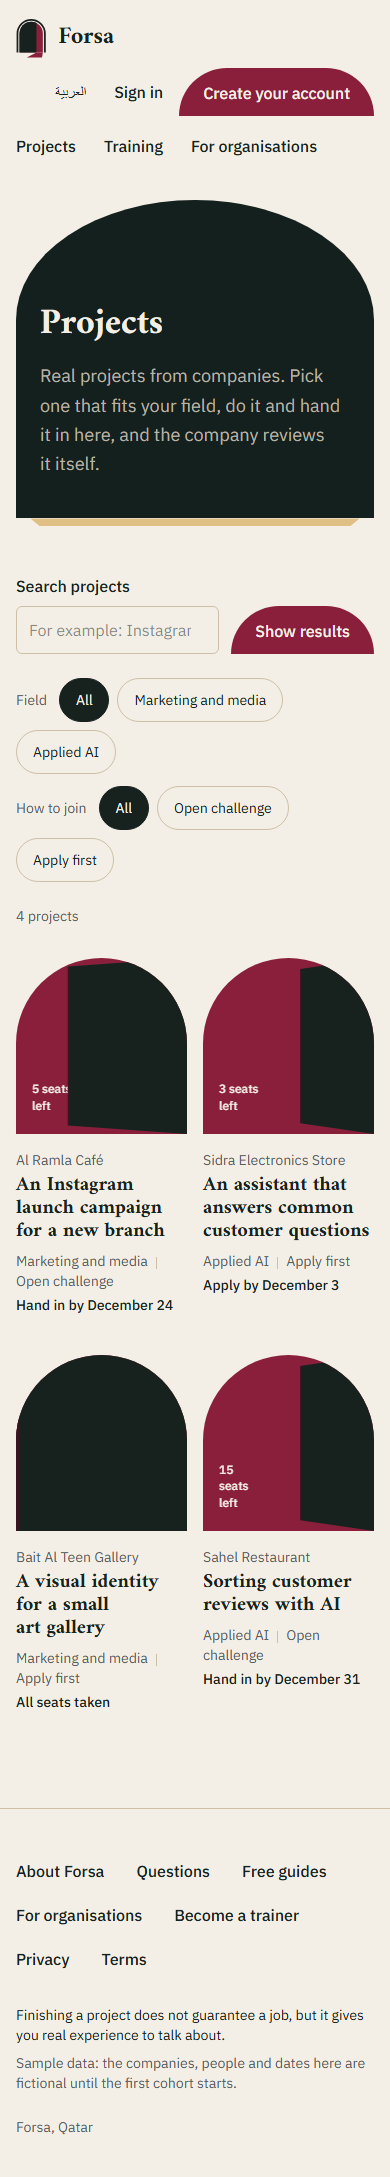 Forsa
العربية
Sign in
Create your account
Projects
Training
For organisations
Projects
Real projects from companies. Pick
one that fits your field, do it and hand
it in here, and the company reviews
it itself.
Search projects
For example: Instagrar
Show results
Field
All
Marketing and media
Applied AI
How to join
All
Open challenge
Apply first
4 projects
5 seats
left
Al Ramla Café
An Instagram
launch campaign
for a new branch
Marketing and media |
Open challenge
Hand in by December 24
3 seats
left
Sidra Electronics Store
An assistant that
answers common
customer questions
Applied AI | Apply first
Apply by December 3
Bait Al Teen Gallery
A visual identity
for a small
art gallery
Marketing and media |
Apply first
All seats taken
15
seats
left
Sahel Restaurant
Sorting customer
reviews with AI
Applied AI | Open
challenge
Hand in by December 31
About Forsa
Questions
Free guides
For organisations
Become a trainer
Privacy
Terms
Finishing a project does not guarantee a job, but it gives
you real experience to talk about.
Sample data: the companies, people and dates here are
fictional until the first cohort starts.
Forsa, Qatar